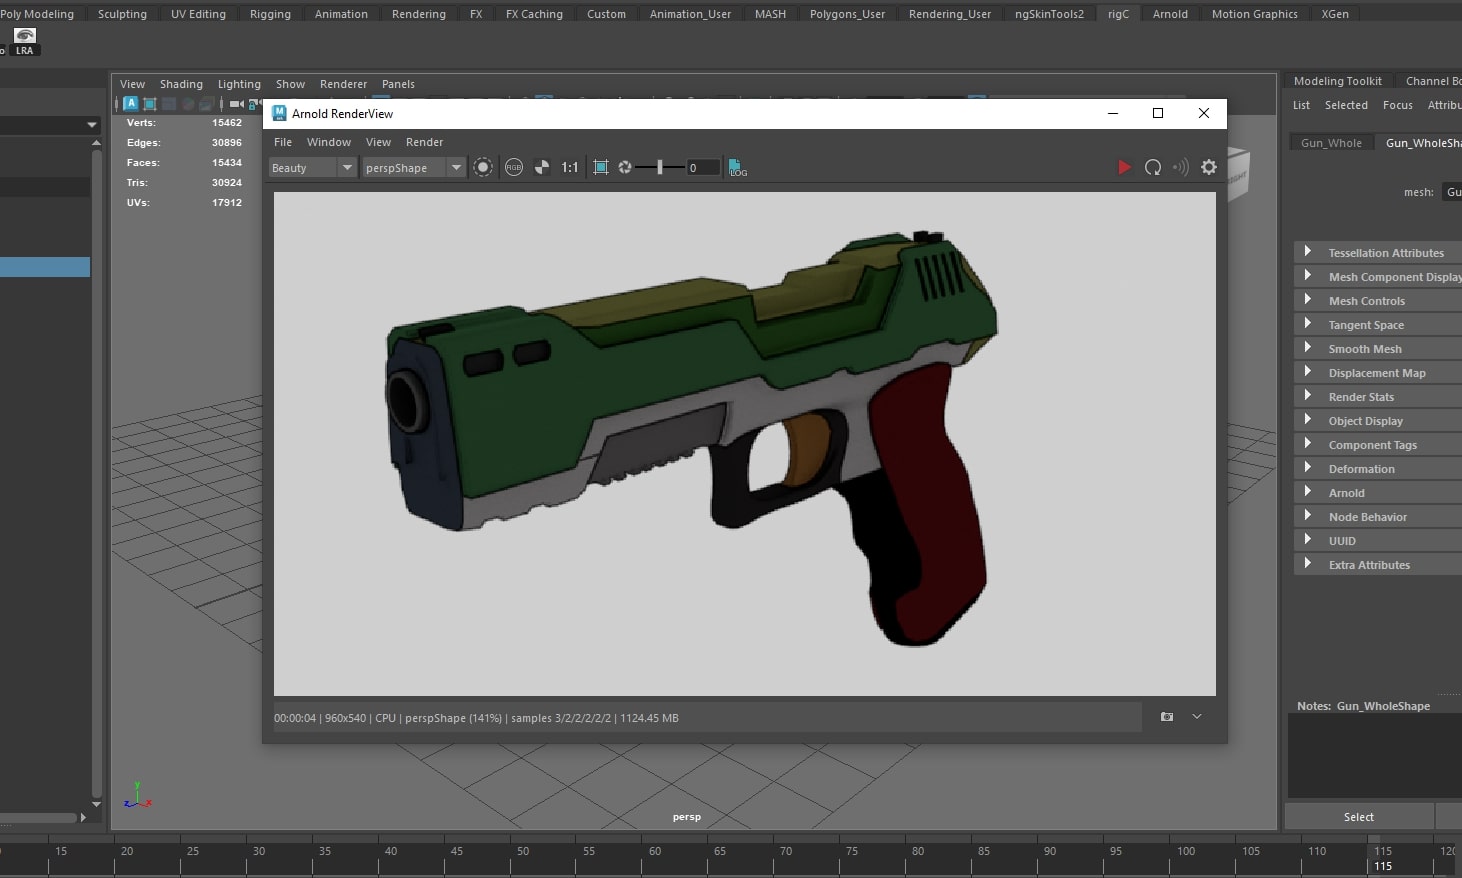 Poly Modeling Sculpting UV Editing Rigging Animation Rendering FX FX Caching Custom Animation_User MASH Polygons_User Rendering_User ngSkinTools2 rigC Arnold Motion Graphics XGen
LRA
View Shading Lighting Show Renderer Panels
Modeling Toolkit Channel Bo
List Selected Focus Attribu
A
M Arnold RenderView
Verts: 15462
Edges: 30896
Faces: 15434
Tris: 30924
UVs: 17912
File Window View Render
Beauty perspShape RGB 1:1 0 LOG
Gun_Whole Gun_WholeSha
mesh: Gu
RIGHT
Tessellation Attributes
Mesh Component Display
Mesh Controls
Tangent Space
Smooth Mesh
Displacement Map
Render Stats
Object Display
Component Tags
Deformation
Arnold
Node Behavior
UUID
Extra Attributes
Notes: Gun_WholeShape
00:00:04 | 960x540 | CPU | perspShape (141%) | samples 3/2/2/2/2/2 | 1124.45 MB
y
z x
persp
Select
15 20 25 30 35 40 45 50 55 60 65 70 75 80 85 90 95 100 105 110 115 120
115